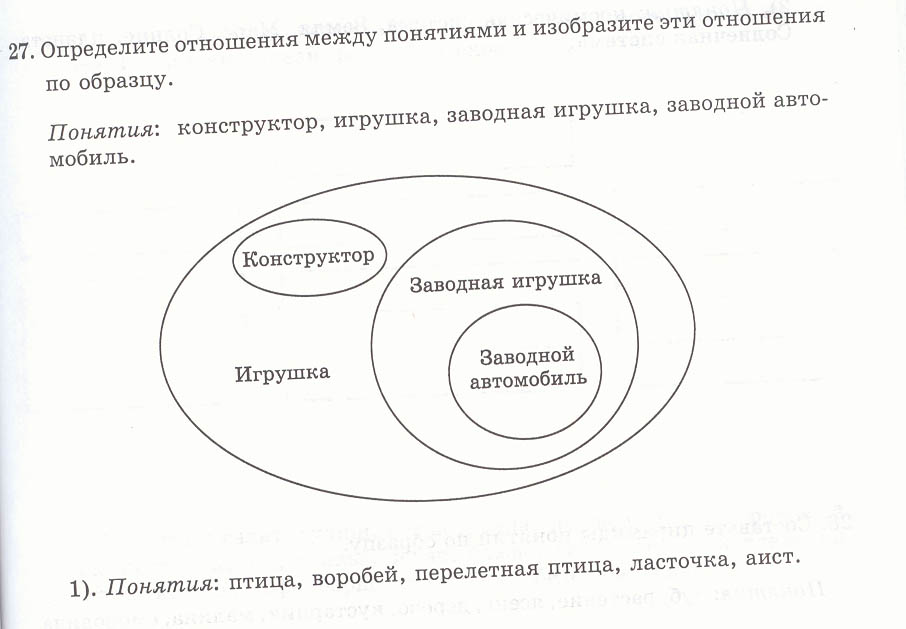 27. Определите отношения между понятиями и изобразите эти отношения
по образцу.
Понятия: конструктор, игрушка, заводная игрушка, заводной авто-
мобиль.
Конструктор
Заводная игрушка
Заводной
автомобиль
Игрушка
1). Понятия: птица, воробей, перелетная птица, ласточка, аист.